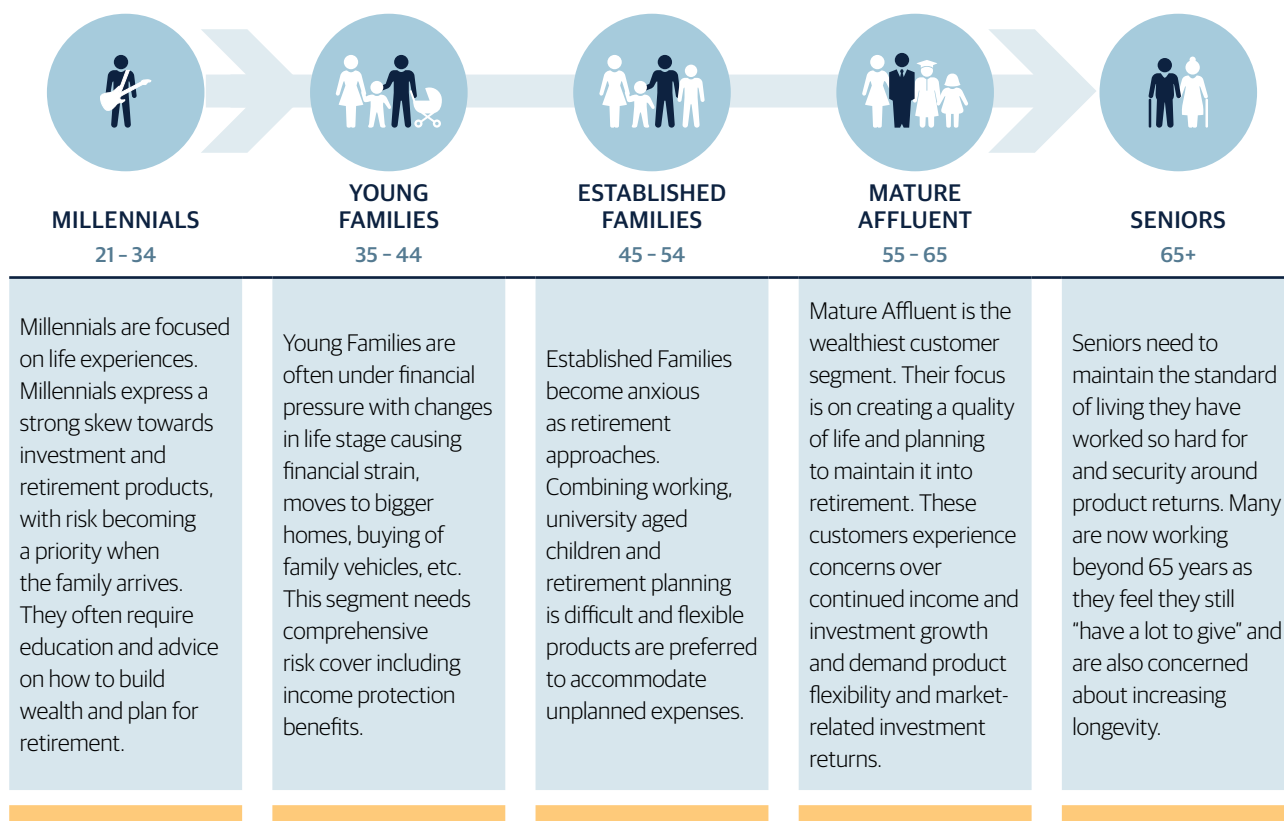 MILLENNIALS
21 – 34
YOUNG
FAMILIES
35 – 44
ESTABLISHED
FAMILIES
45 – 54
MATURE
AFFLUENT
55 – 65
SENIORS
65+
Millennials are focused
on life experiences.
Millennials express a
strong skew towards
investment and
retirement products,
with risk becoming
a priority when
the family arrives.
They often require
education and advice
on how to build
wealth and plan for
retirement.
Young Families are
often under financial
pressure with changes
in life stage causing
financial strain,
moves to bigger
homes, buying of
family vehicles, etc.
This segment needs
comprehensive
risk cover including
income protection
benefits.
Established Families
become anxious
as retirement
approaches.
Combining working,
university aged
children and
retirement planning
is difficult and flexible
products are preferred
to accommodate
unplanned expenses.
Mature Affluent is the
wealthiest customer
segment. Their focus
is on creating a quality
of life and planning
to maintain it into
retirement. These
customers experience
concerns over
continued income and
investment growth
and demand product
flexibility and market-
related investment
returns.
Seniors need to
maintain the standard
of living they have
worked so hard for
and security around
product returns. Many
are now working
beyond 65 years as
they feel they still
“have a lot to give” and
are also concerned
about increasing
longevity.